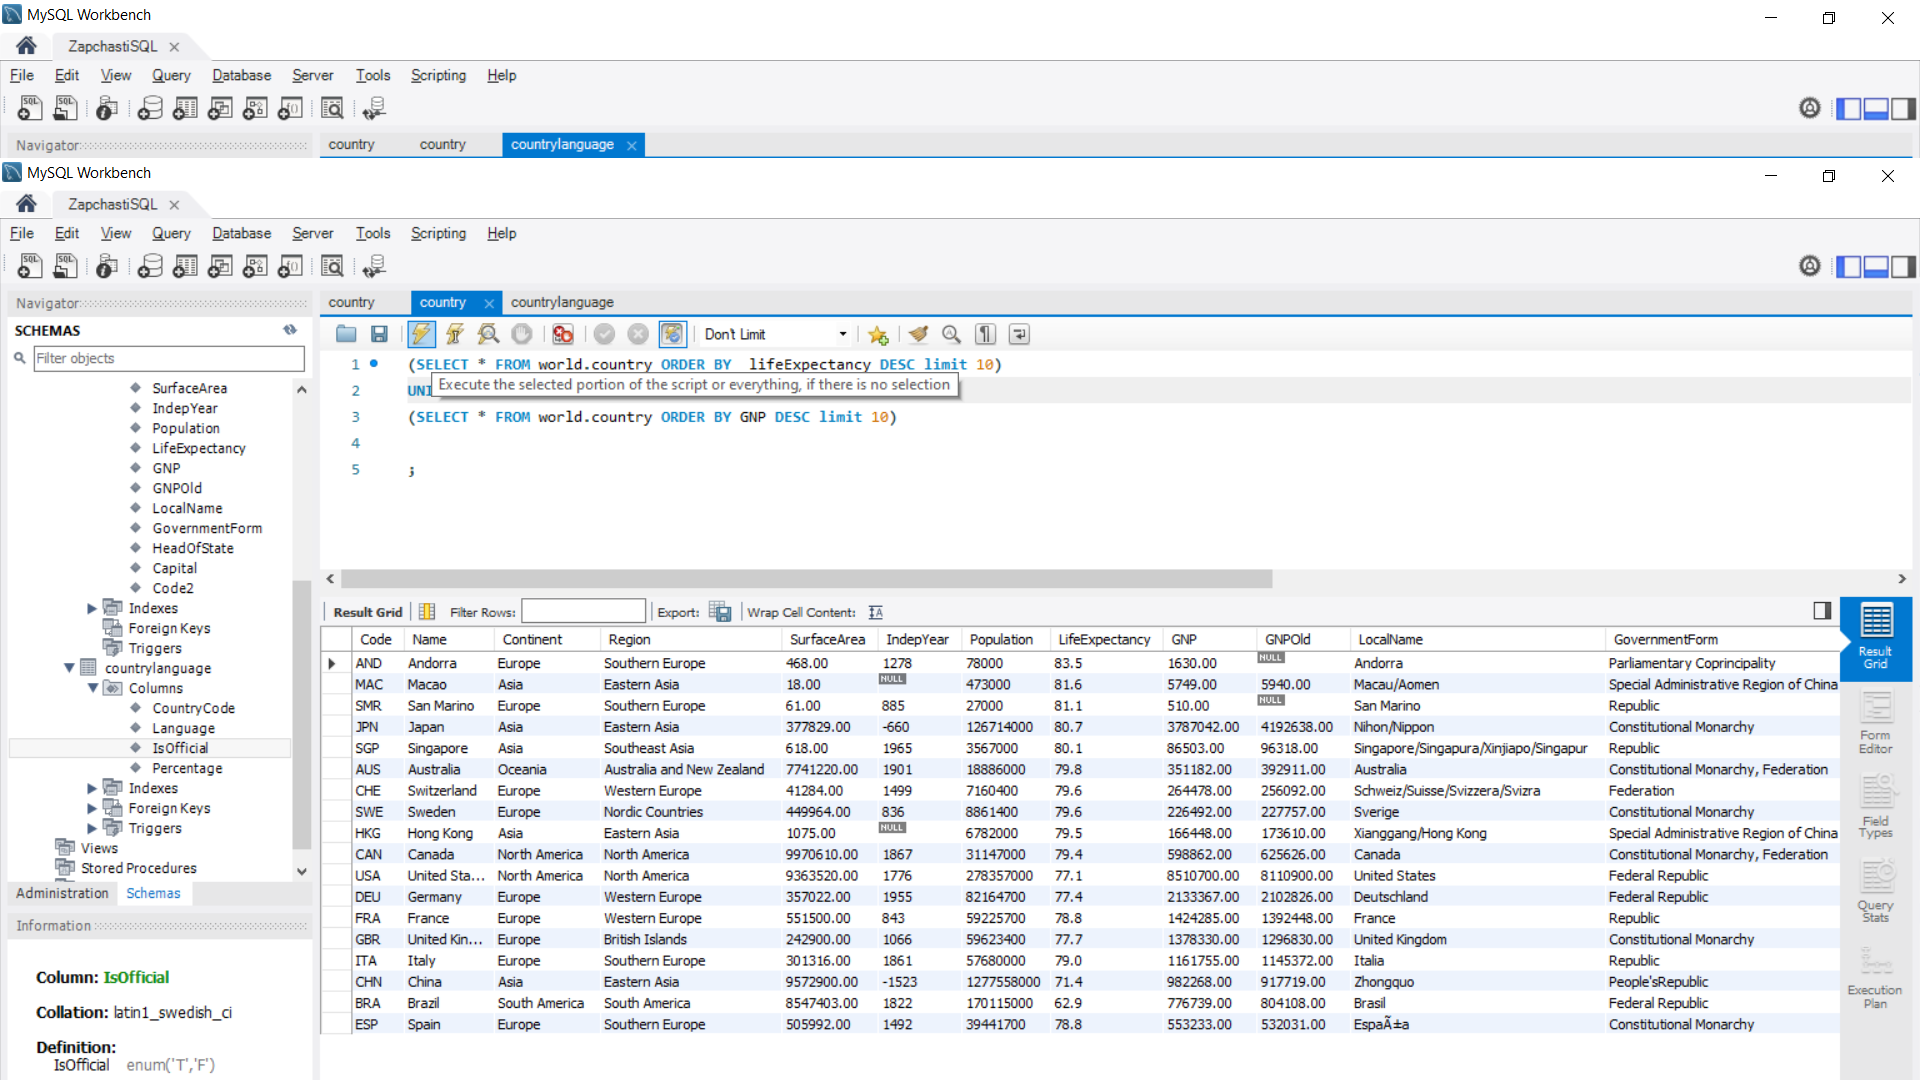 MySQL Workbench
ZapchastiSQL
File Edit View Query Database Server Tools Scripting Help
Navigator
country country countrylanguage
MySQL Workbench
ZapchastiSQL
File Edit View Query Database Server Tools Scripting Help
Navigator
country country countrylanguage
SCHEMAS
Don't Limit
Filter objects
1 (SELECT * FROM world.country ORDER BY lifeExpectancy DESC limit 10)
Execute the selected portion of the script or everything, if there is no selection
2 UNI
3 (SELECT * FROM world.country ORDER BY GNP DESC limit 10)
4
5 ;
SurfaceArea
IndepYear
Population
LifeExpectancy
GNP
GNPOld
LocalName
GovernmentForm
HeadOfState
Capital
Code2
Indexes
Foreign Keys
Triggers
countrylanguage
Columns
CountryCode
Language
IsOfficial
Percentage
Indexes
Foreign Keys
Triggers
Views
Stored Procedures
Administration Schemas
Information
Column: IsOfficial
Collation: latin1_swedish_ci
Definition:
IsOfficial enum('T','F')
Result Grid Filter Rows: Export: Wrap Cell Content:
Code Name Continent Region SurfaceArea IndepYear Population LifeExpectancy GNP GNPOld LocalName GovernmentForm
AND Andorra Europe Southern Europe 468.00 1278 78000 83.5 1630.00 NULL Andorra Parliamentary Coprincipality
MAC Macao Asia Eastern Asia 18.00 NULL 473000 81.6 5749.00 5940.00 Macau/Aomen Special Administrative Region of China
SMR San Marino Europe Southern Europe 61.00 885 27000 81.1 510.00 NULL San Marino Republic
JPN Japan Asia Eastern Asia 377829.00 -660 126714000 80.7 3787042.00 4192638.00 Nihon/Nippon Constitutional Monarchy
SGP Singapore Asia Southeast Asia 618.00 1965 3567000 80.1 86503.00 96318.00 Singapore/Singapura/Xinjiapo/Singapur Republic
AUS Australia Oceania Australia and New Zealand 7741220.00 1901 18886000 79.8 351182.00 392911.00 Australia Constitutional Monarchy, Federation
CHE Switzerland Europe Western Europe 41284.00 1499 7160400 79.6 264478.00 256092.00 Schweiz/Suisse/Svizzera/Svizra Federation
SWE Sweden Europe Nordic Countries 449964.00 836 8861400 79.6 226492.00 227757.00 Sverige Constitutional Monarchy
HKG Hong Kong Asia Eastern Asia 1075.00 NULL 6782000 79.5 166448.00 173610.00 Xianggang/Hong Kong Special Administrative Region of China
CAN Canada North America North America 9970610.00 1867 31147000 79.4 598862.00 625626.00 Canada Constitutional Monarchy, Federation
USA United Sta... North America North America 9363520.00 1776 278357000 77.1 8510700.00 8110900.00 United States Federal Republic
DEU Germany Europe Western Europe 357022.00 1955 82164700 77.4 2133367.00 2102826.00 Deutschland Federal Republic
FRA France Europe Western Europe 551500.00 843 59225700 78.8 1424285.00 1392448.00 France Republic
GBR United Kin... Europe British Islands 242900.00 1066 59623400 77.7 1378330.00 1296830.00 United Kingdom Constitutional Monarchy
ITA Italy Europe Southern Europe 301316.00 1861 57680000 79.0 1161755.00 1145372.00 Italia Republic
CHN China Asia Eastern Asia 9572900.00 -1523 1277558000 71.4 982268.00 917719.00 Zhongquo People'sRepublic
BRA Brazil South America South America 8547403.00 1822 170115000 62.9 776739.00 804108.00 Brasil Federal Republic
ESP Spain Europe Southern Europe 505992.00 1492 39441700 78.8 553233.00 532031.00 EspaÃ±a Constitutional Monarchy
Result
Grid
Form
Editor
Field
Types
Query
Stats
Execution
Plan